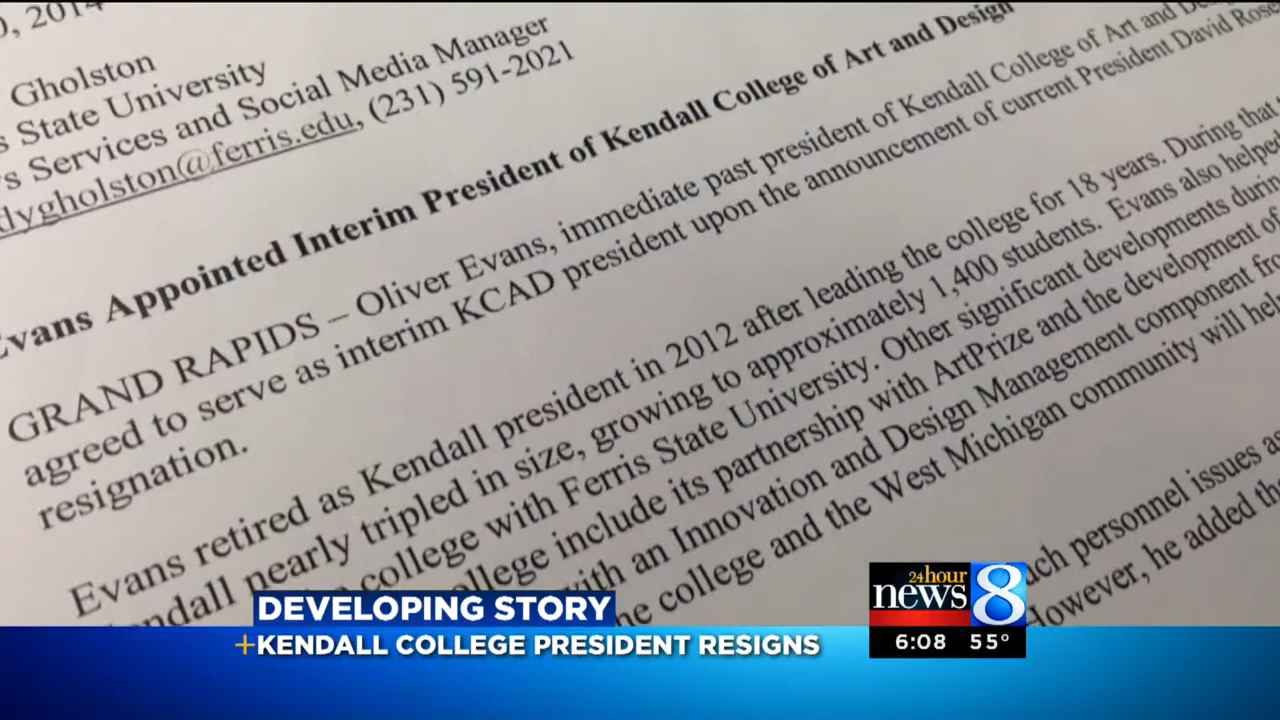 0, 2014
Gholston
s State University
s Services and Social Media Manager
dygholston@ferris.edu, (231) 591-2021
Evans Appointed Interim President of Kendall College of Art and Design
GRAND RAPIDS – Oliver Evans, immediate past president of Kendall College of Art and
agreed to serve as interim KCAD president upon the announcement of current President David Rose
resignation.
Evans retired as Kendall president in 2012 after leading the college for 18 years. During that
endall nearly tripled in size, growing to approximately 1,400 students. Evans also helped
college with Ferris State University. Other significant developments during
ollege include its partnership with ArtPrize and the development of
with an Innovation and Design Management component fro
he college and the West Michigan community will hel
ch personnel issues as
However, he added tha
DEVELOPING STORY
+KENDALL COLLEGE PRESIDENT RESIGNS
24hour
news 8
6:08 55°